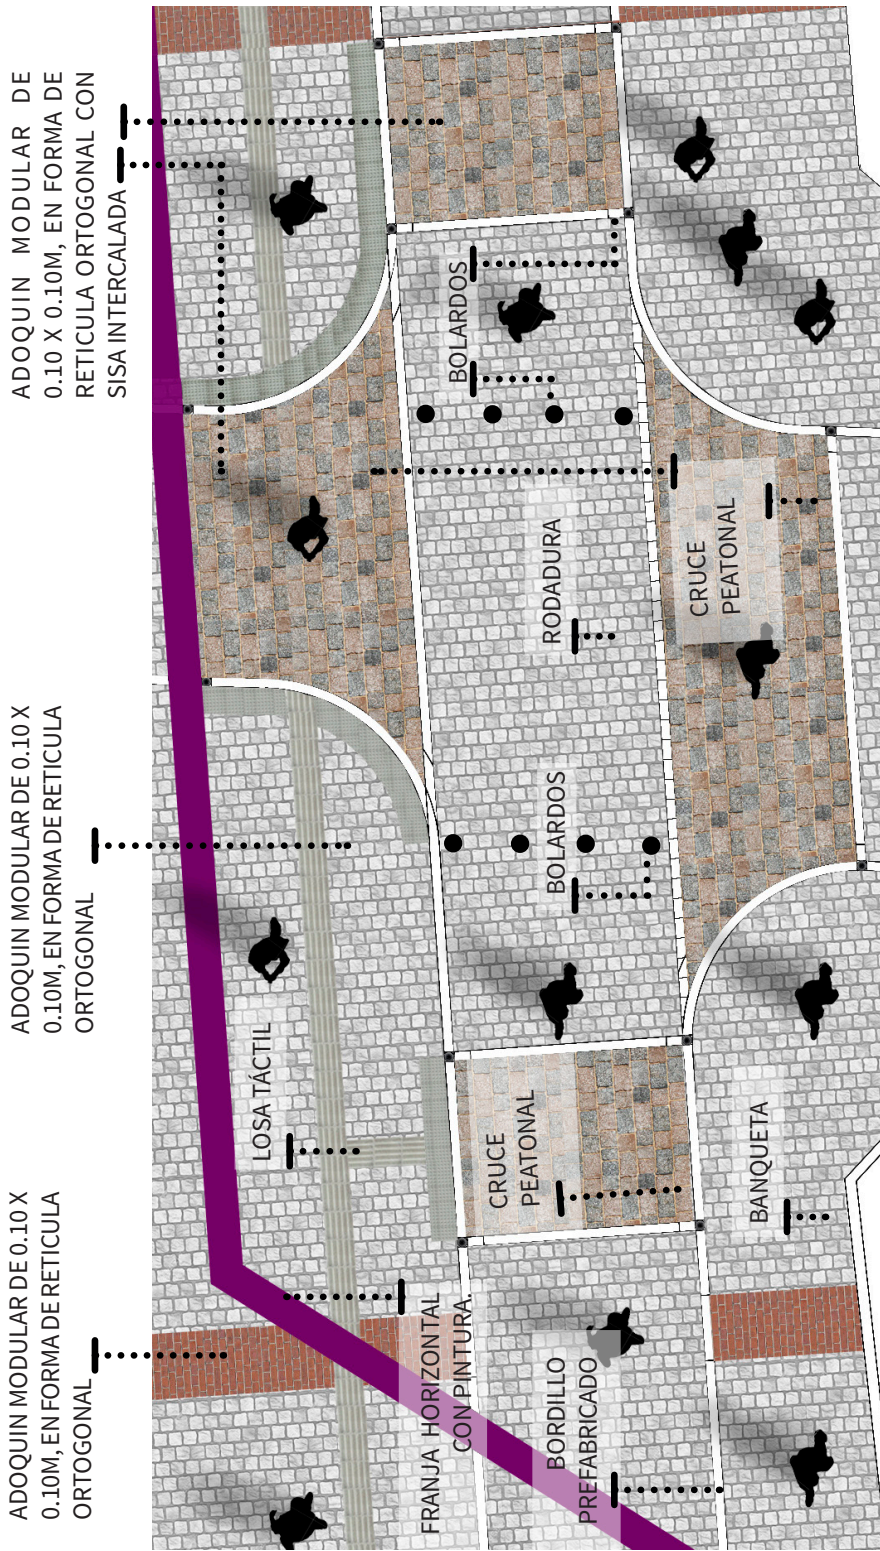 ADOQUIN MODULAR DE 0.10 X
0.10M, EN FORMA DE RETICULA
ORTOGONAL
ADOQUIN MODULAR DE 0.10 X
0.10M, EN FORMA DE RETICULA
ORTOGONAL
ADOQUIN MODULAR DE
0.10 X 0.10M, EN FORMA DE
RETICULA ORTOGONAL CON
SISA INTERCALADA
LOSA TÁCTIL
FRANJA HORIZONTAL
CON PINTURA.
BOLARDOS
CRUCE
PEATONAL
BORDILLO
PREFABRICADO
BOLARDOS
RODADURA
CRUCE
PEATONAL
BANQUETA